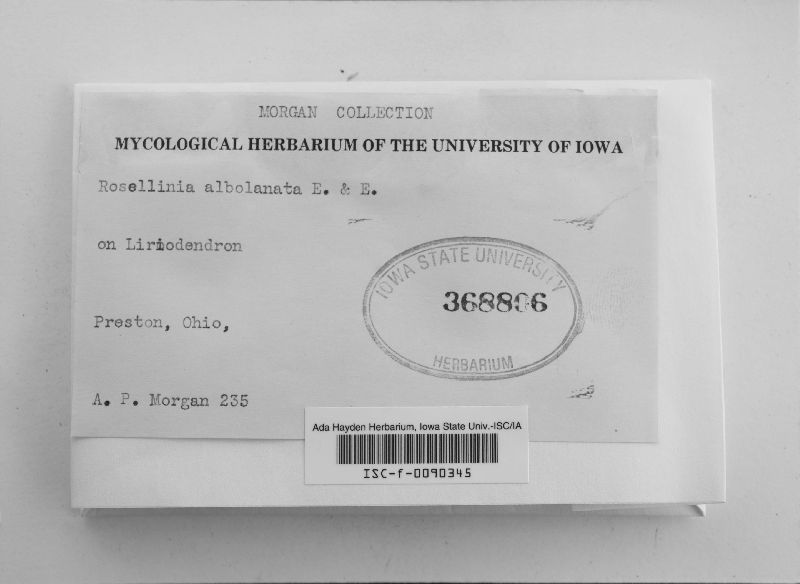 MORGAN COLLECTION
MYCOLOGICAL HERBARIUM OF THE UNIVERSITY OF IOWA
Rosellinia albolanata E. & E.
on Liriodendron
IOWA STATE UNIVERSITY
368896
HERBARIUM
Preston, Ohio,
A. P. Morgan 235
Ada Hayden Herbarium, Iowa State Univ.-ISC/IA
ISC-f-0090345